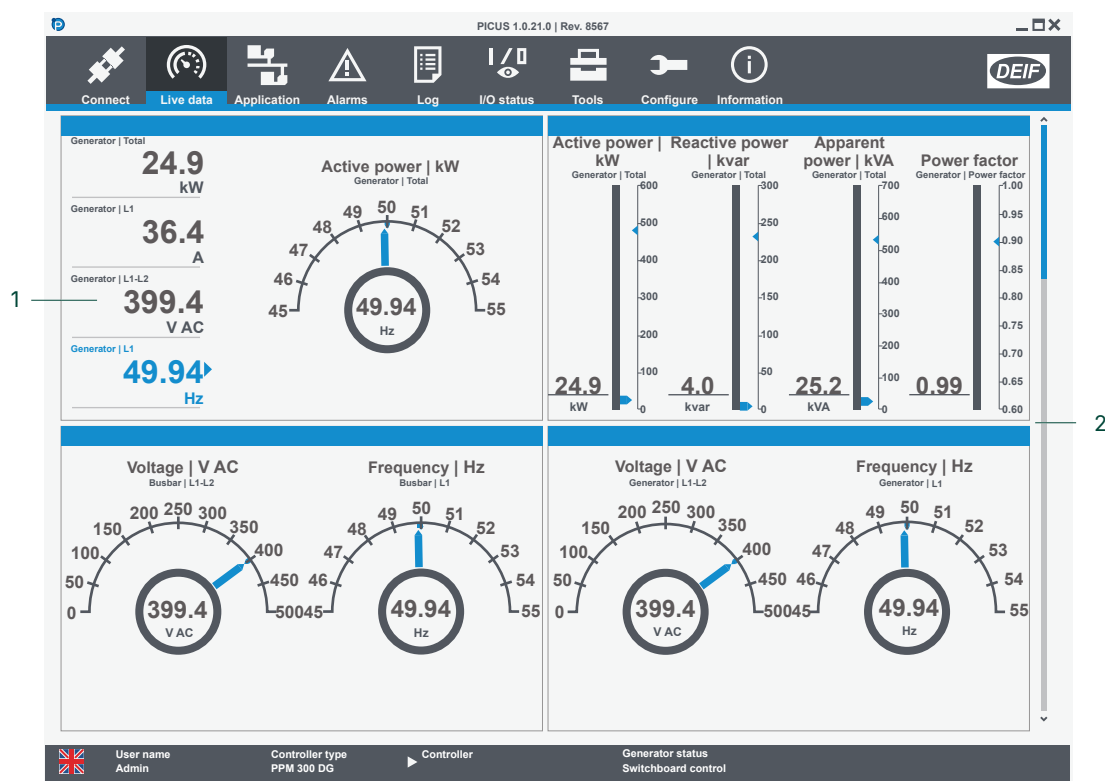 PICUS 1.0.21.0 | Rev. 8567
Connect
Live data
Application
Alarms
Log
I/O status
Tools
Configure
Information
DEIF
1
Generator | Total
24.9
kW
Generator | L1
36.4
A
Generator | L1-L2
399.4
V AC
Generator | L1
49.94
Hz
Active power | kW
Generator | Total
45
46
47
48
49
50
51
52
53
54
55
49.94
Hz
Active power |
kW
Generator | Total
600
500
400
300
200
100
0
24.9
kW
Reactive power
| kvar
Generator | Total
300
250
200
150
100
50
0
4.0
kvar
Apparent
power | kVA
Generator | Total
700
600
500
400
300
200
100
0
25.2
kVA
Power factor
Generator | Power factor
1.00
0.95
0.90
0.85
0.80
0.75
0.70
0.65
0.60
0.99
2
Voltage | V AC
Busbar | L1-L2
0
50
100
150
200
250
300
350
400
450
500
399.4
V AC
Frequency | Hz
Busbar | L1
45
46
47
48
49
50
51
52
53
54
55
49.94
Hz
Voltage | V AC
Generator | L1-L2
0
50
100
150
200
250
300
350
400
450
500
399.4
V AC
Frequency | Hz
Generator | L1
45
46
47
48
49
50
51
52
53
54
55
49.94
Hz
User name
Admin
Controller type
PPM 300 DG
Controller
Generator status
Switchboard control